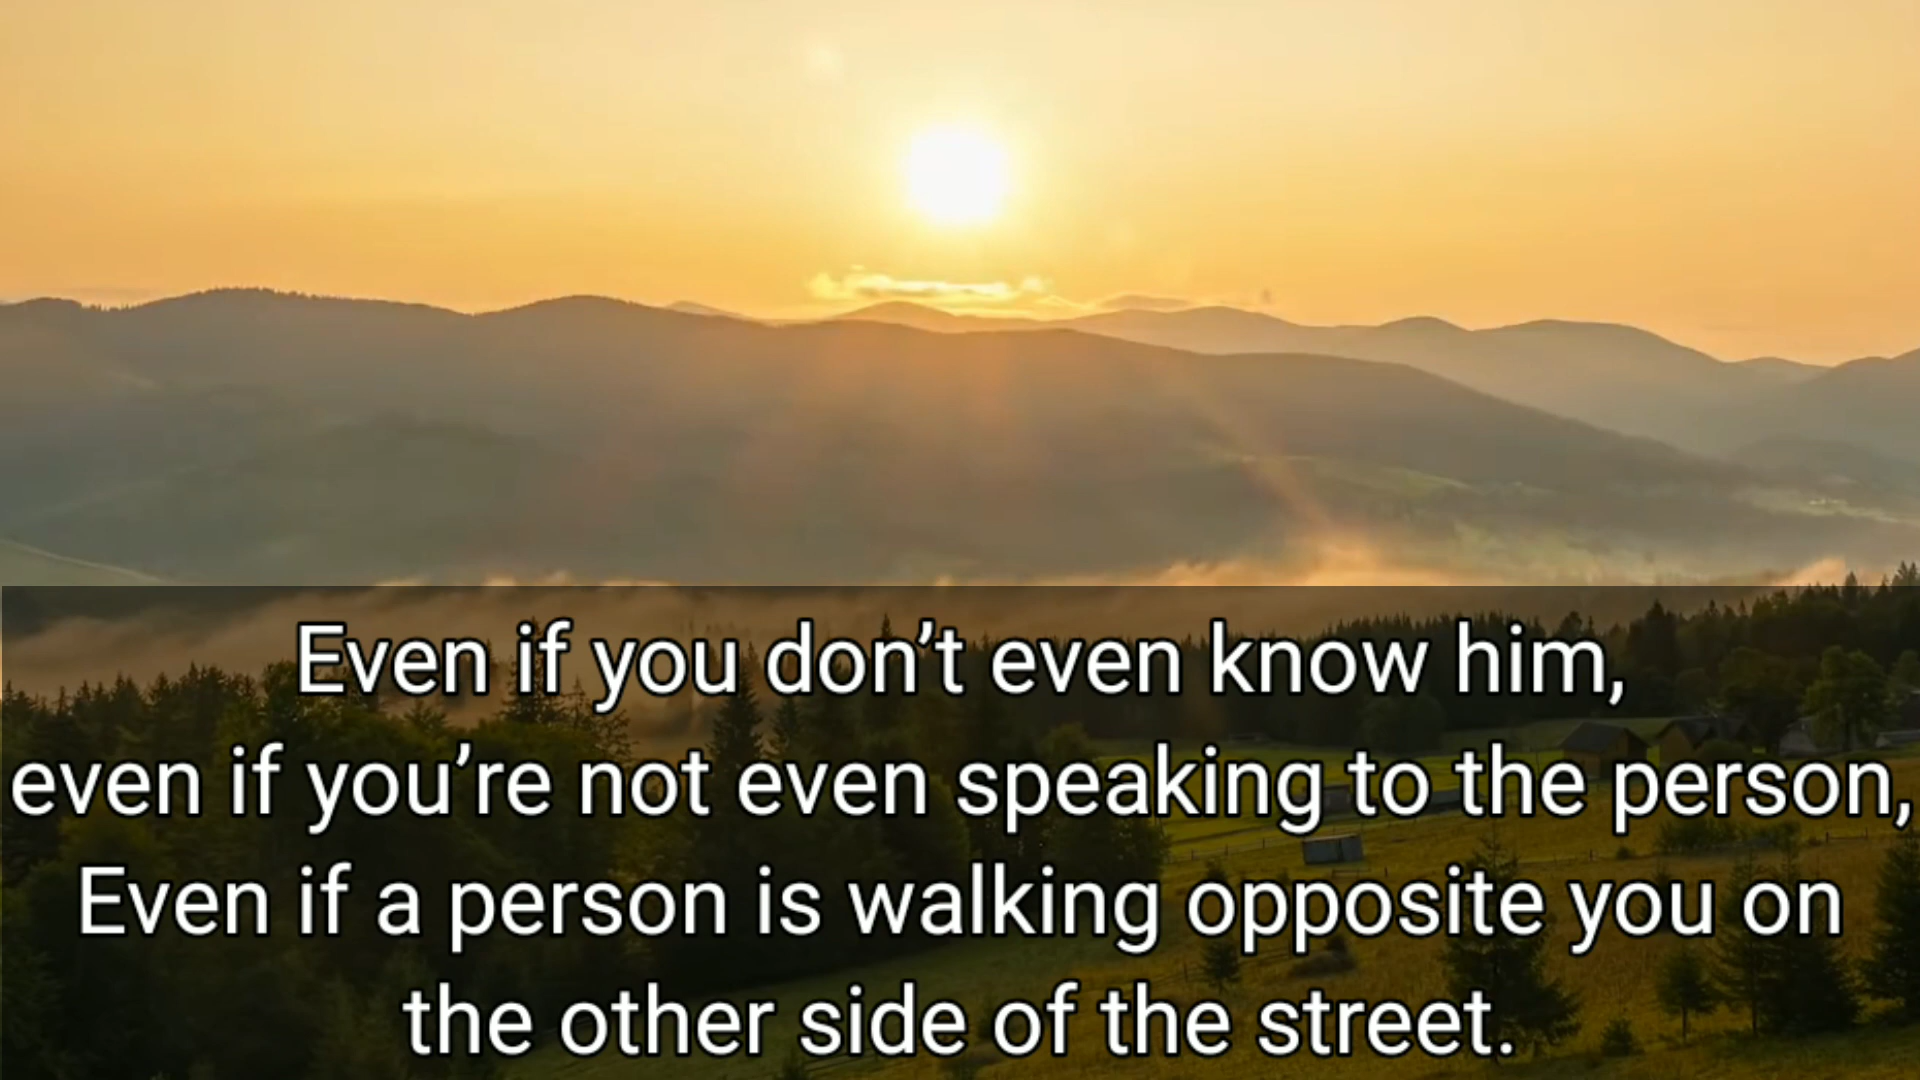 Even if you don’t even know him,
even if you’re not even speaking to the person,
Even if a person is walking opposite you on
the other side of the street.